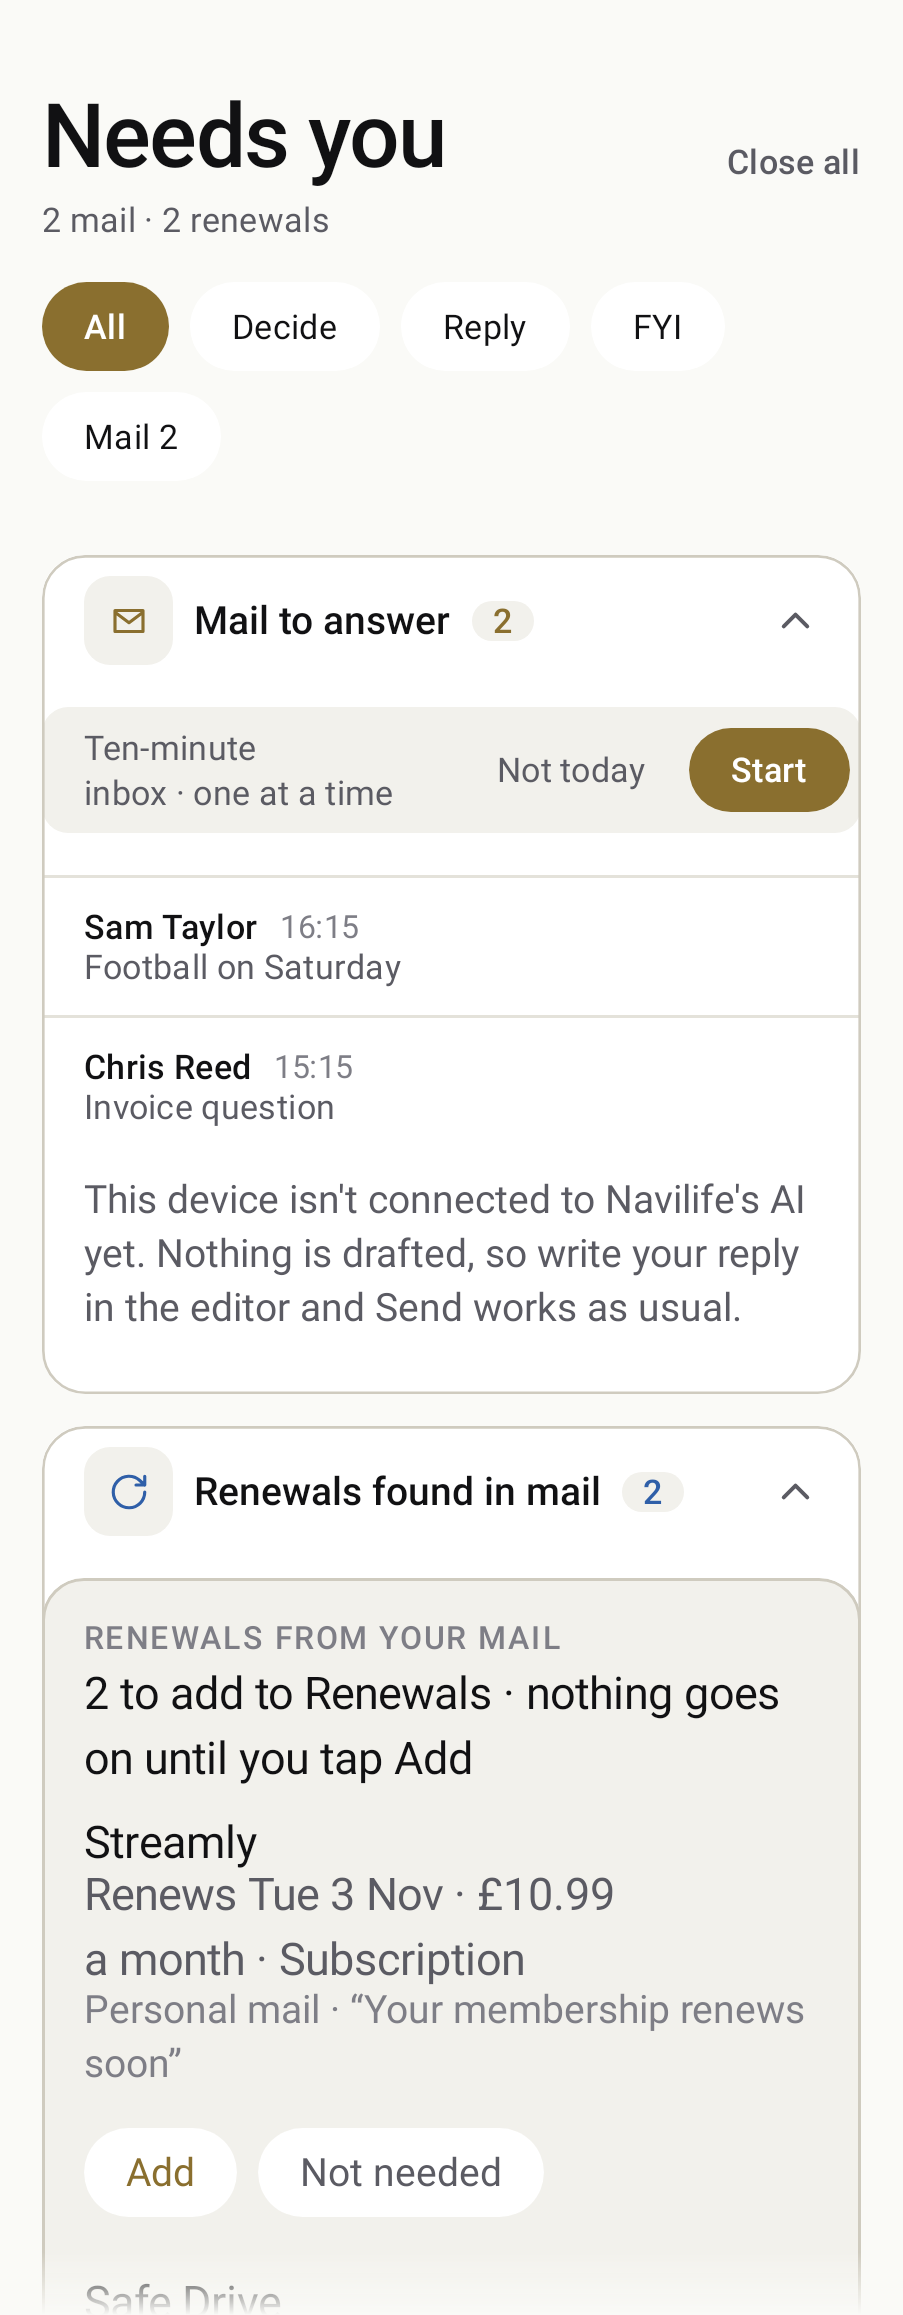 Needs you
Close all
2 mail · 2 renewals
All
Decide
Reply
FYI
Mail 2
Mail to answer
2
Ten-minute
inbox · one at a time
Not today
Start
Sam Taylor 16:15
Football on Saturday
Chris Reed 15:15
Invoice question
This device isn't connected to Navilife's AI
yet. Nothing is drafted, so write your reply
in the editor and Send works as usual.
Renewals found in mail
2
RENEWALS FROM YOUR MAIL
2 to add to Renewals · nothing goes
on until you tap Add
Streamly
Renews Tue 3 Nov · £10.99
a month · Subscription
Personal mail · “Your membership renews
soon”
Add
Not needed
Safe Drive